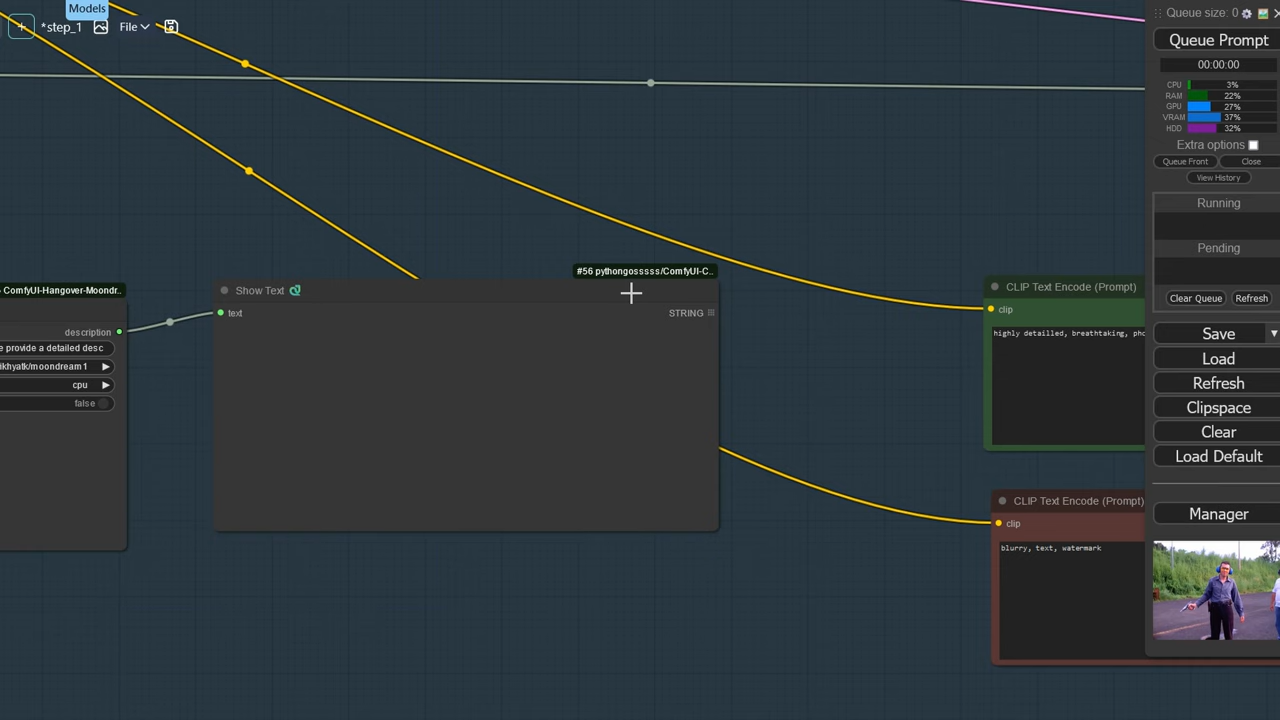 Models
+ *step_1 File
Queue size: 0
Queue Prompt
00:00:00
CPU 3%
RAM 22%
GPU 27%
VRAM 37%
HDD 32%
Extra options
Queue Front Close
View History
Running
Pending
Clear Queue Refresh
Save
Load
Refresh
Clipspace
Clear
Load Default
Manager
ComfyUI-Hangover-Moondr..
description
e provide a detailed desc
ikhyatk/moondream1
cpu
false
#56 pythongosssss/ComfyUI-C..
Show Text
text STRING
CLIP Text Encode (Prompt)
clip
highly detailled, breathtaking, pho
CLIP Text Encode (Prompt)
clip
blurry, text, watermark